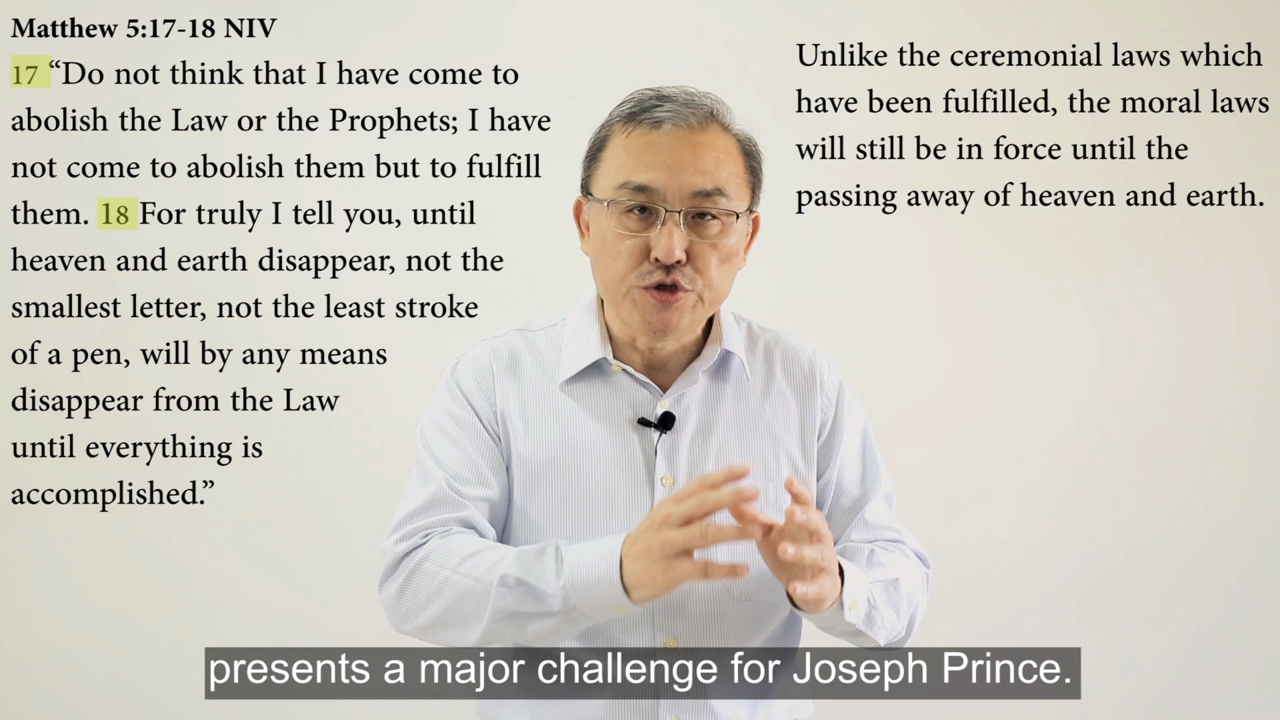 Matthew 5:17-18 NIV
17 “Do not think that I have come to
abolish the Law or the Prophets; I have
not come to abolish them but to fulfill
them. 18 For truly I tell you, until
heaven and earth disappear, not the
smallest letter, not the least stroke
of a pen, will by any means
disappear from the Law
until everything is
accomplished.”
Unlike the ceremonial laws which
have been fulfilled, the moral laws
will still be in force until the
passing away of heaven and earth.
presents a major challenge for Joseph Prince.